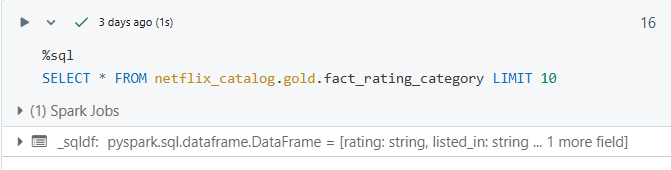 3 days ago (1s)
16
%sql
SELECT * FROM netflix_catalog.gold.fact_rating_category LIMIT 10
(1) Spark Jobs
_sqldf: pyspark.sql.dataframe.DataFrame = [rating: string, listed_in: string ... 1 more field]